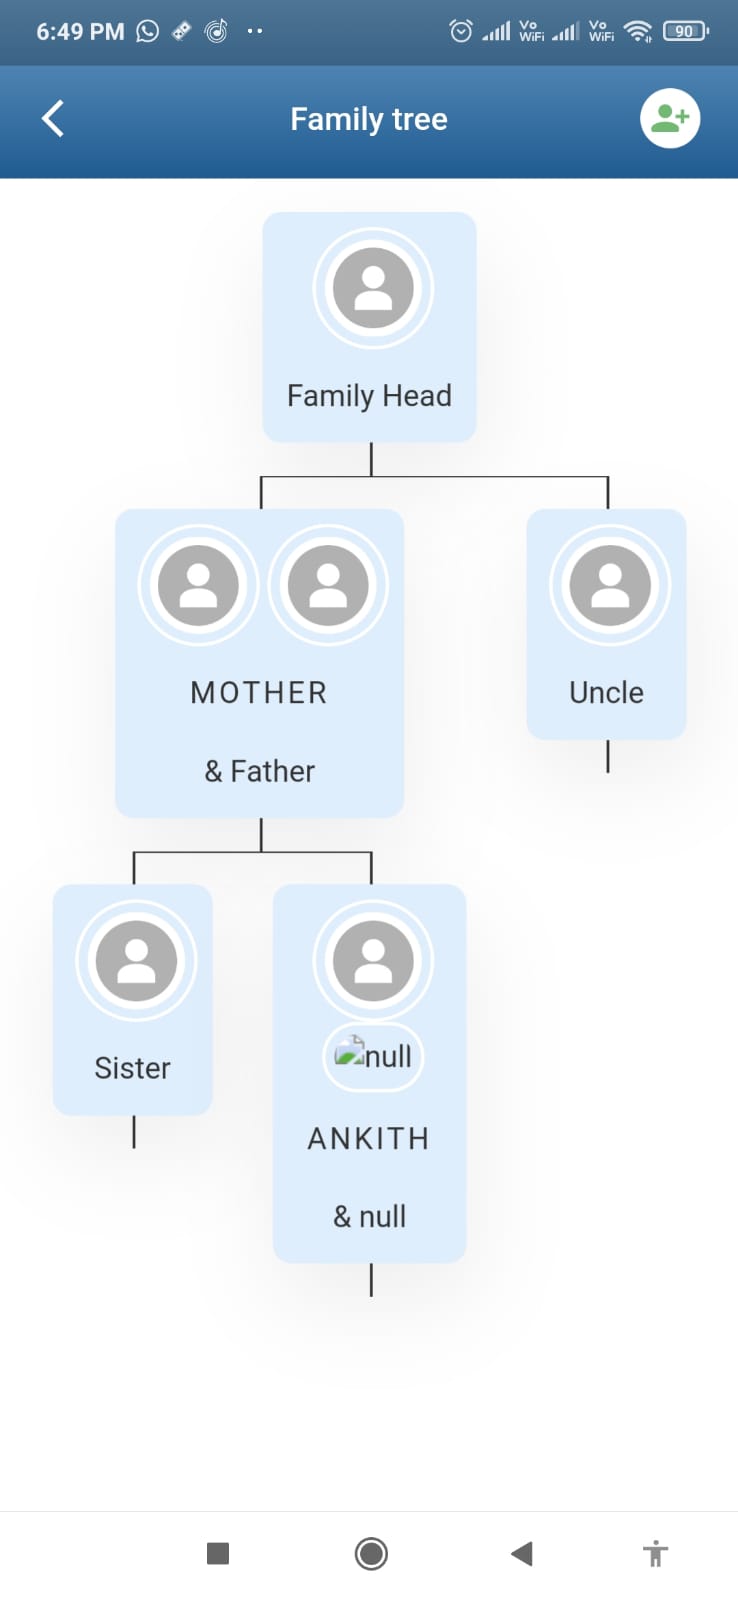 6:49 PM
Vo WiFi
Vo WiFi
90
Family tree
Family Head
MOTHER
& Father
Uncle
Sister
null
ANKITH
& null